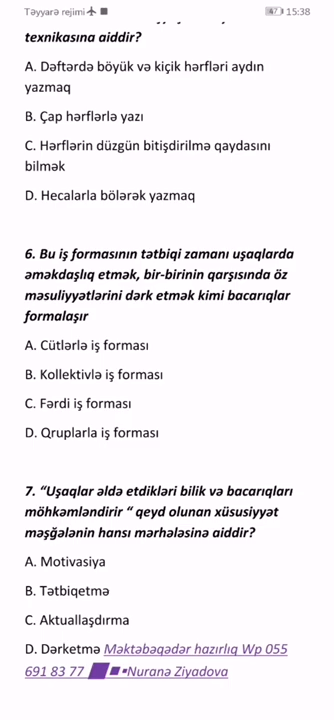 Təyyarə rejimi 47 15:38
texnikasına aiddir?
A. Dəftərdə böyük və kiçik hərfləri aydın
yazmaq
B. Çap hərflərlə yazı
C. Hərflərin düzgün bitişdirilmə qaydasını
bilmək
D. Hecalarla bölərək yazmaq
6. Bu iş formasının tətbiqi zamanı uşaqlarda
əməkdaşlıq etmək, bir-birinin qarşısında öz
məsuliyyətlərini dərk etmək kimi bacarıqlar
formalaşır
A. Cütlərlə iş forması
B. Kollektivlə iş forması
C. Fərdi iş forması
D. Qruplarla iş forması
7. “Uşaqlar əldə etdikləri bilik və bacarıqları
möhkəmləndirir “ qeyd olunan xüsusiyyət
məşğələnin hansı mərhələsinə aiddir?
A. Motivasiya
B. Tətbiqetmə
C. Aktuallaşdırma
D. Dərketmə Məktəbəqədər hazırlıq Wp 055
691 83 77 Nuranə Ziyadova